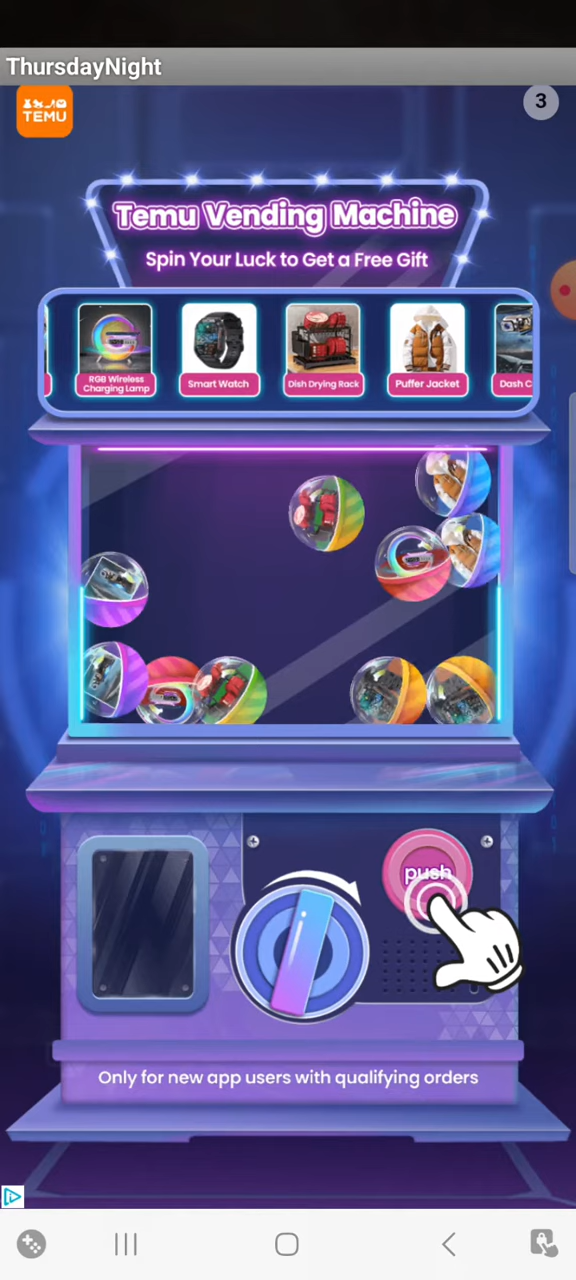 ThursdayNight
TEMU
3
Temu Vending Machine
Spin Your Luck to Get a Free Gift
RGB Wireless
Charging Lamp
Smart Watch
Dish Drying Rack
Puffer Jacket
Dash C
push
Only for new app users with qualifying orders